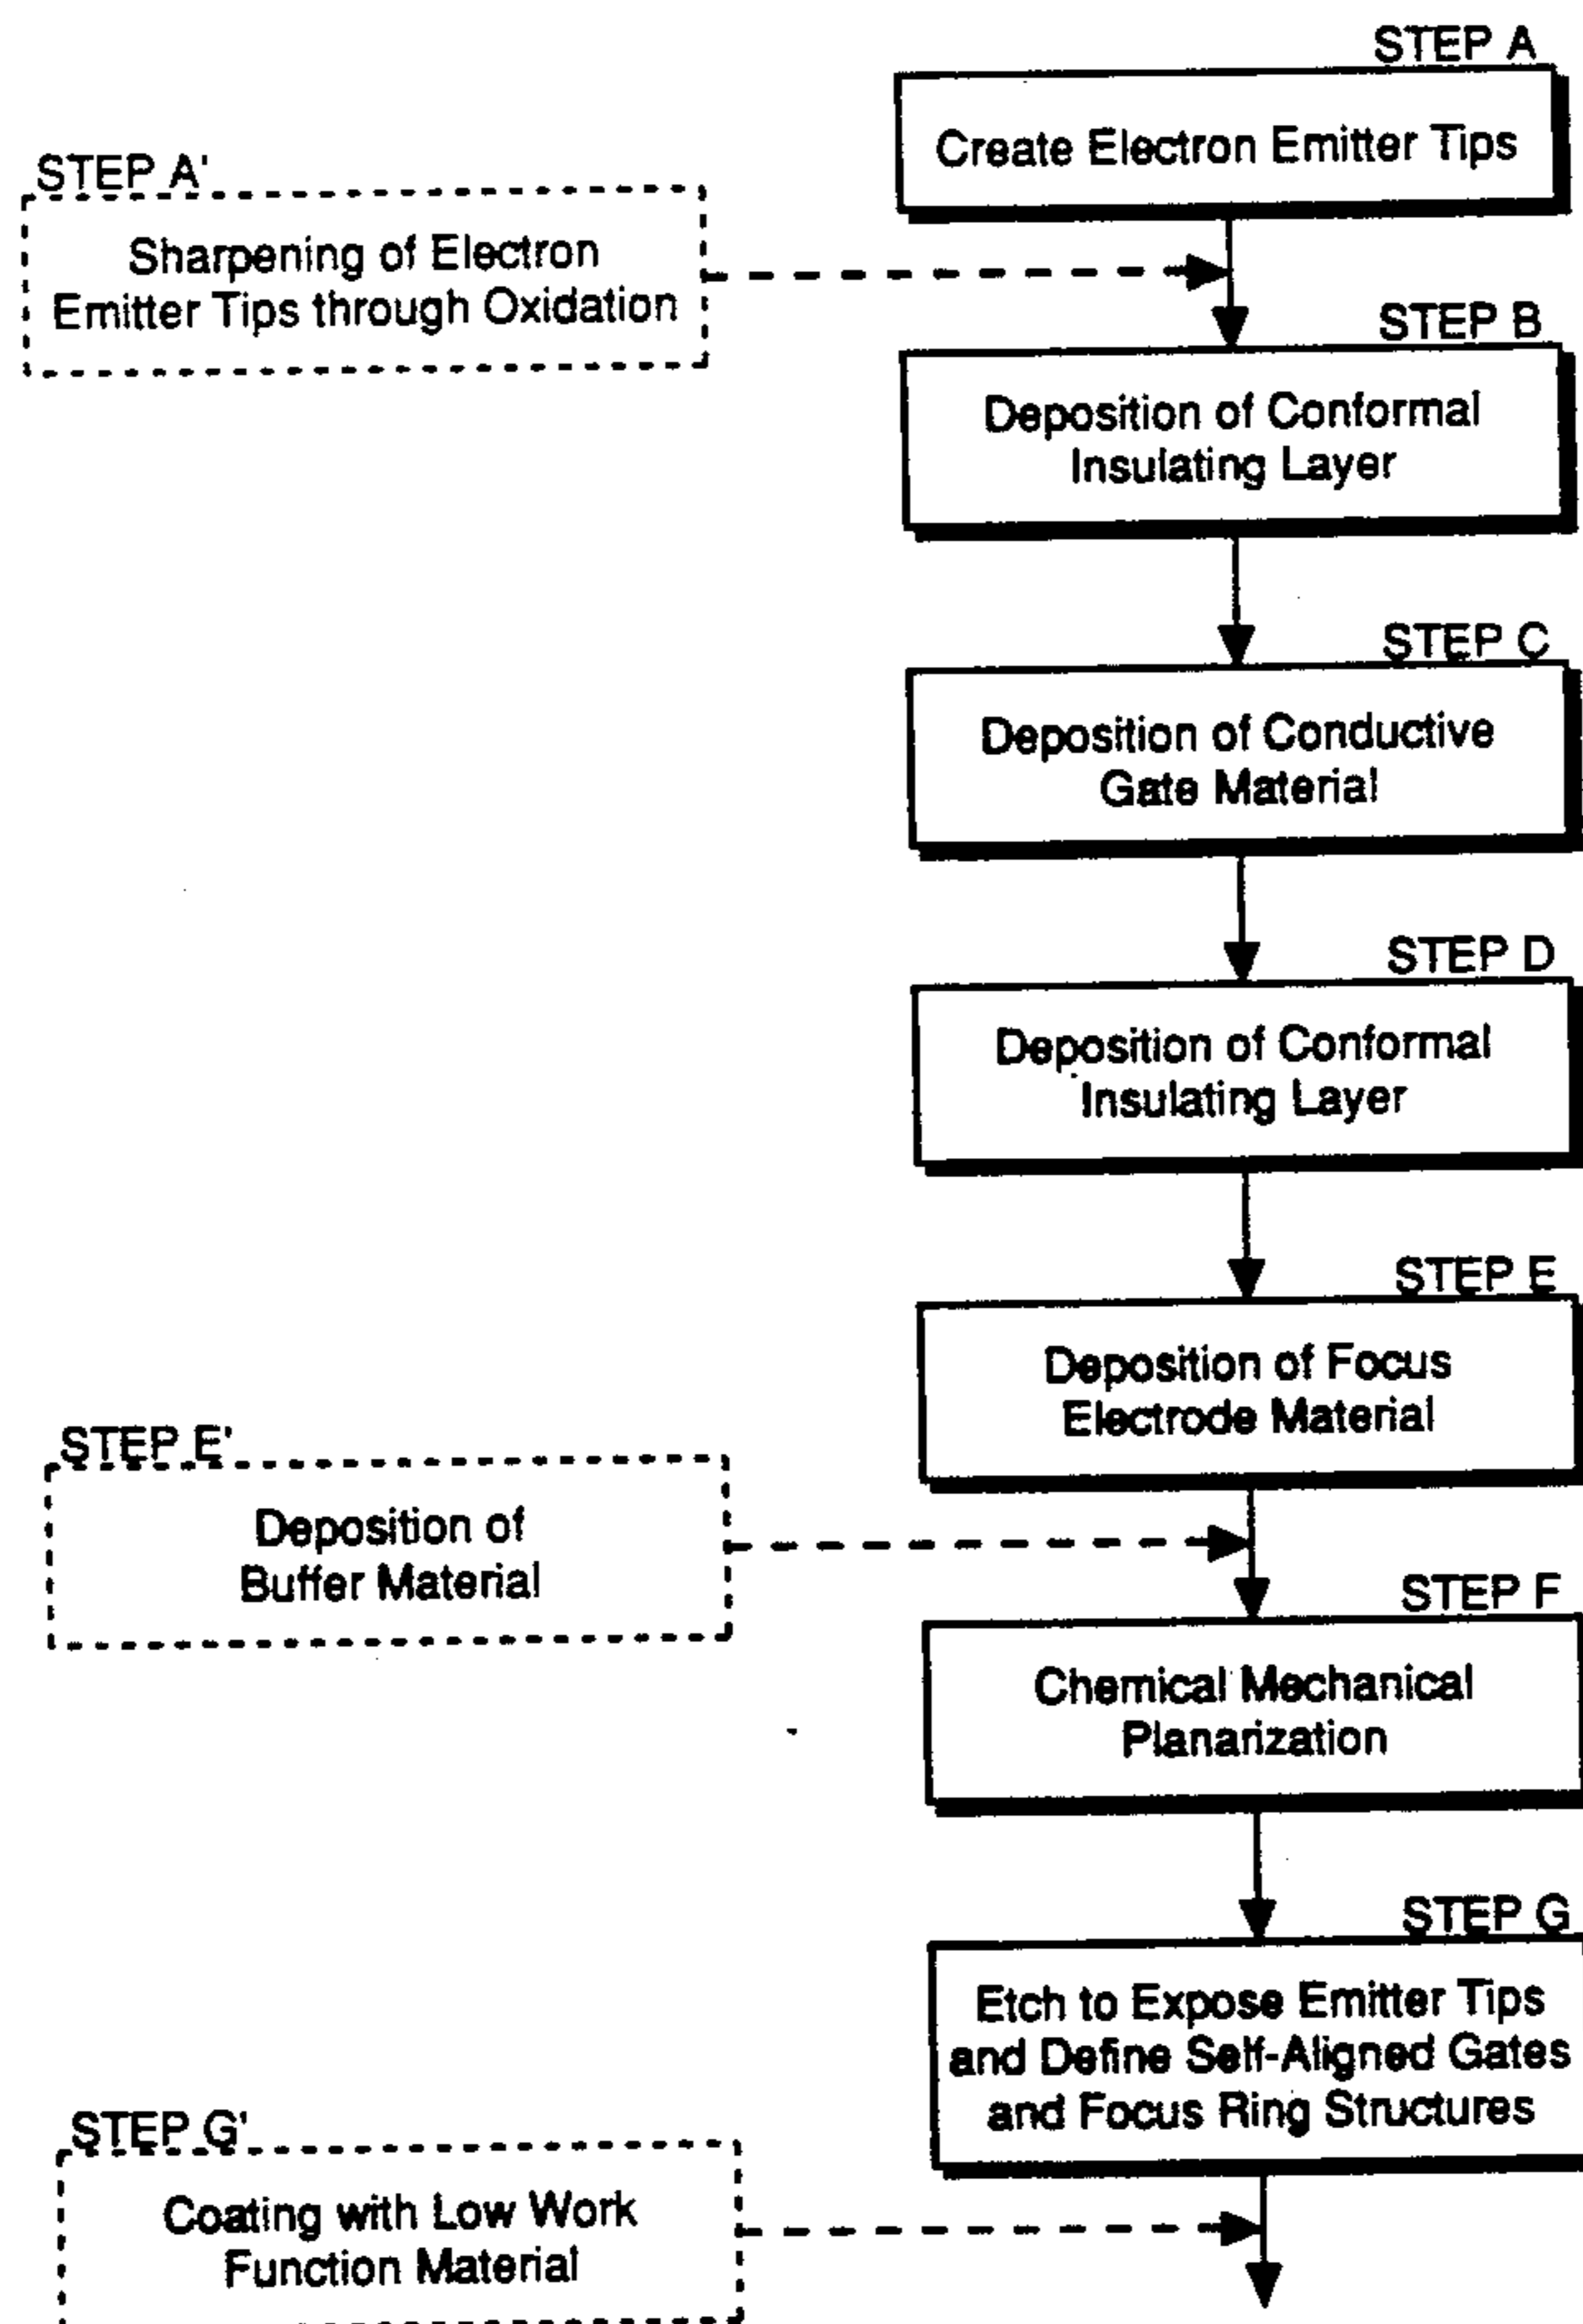 STEP A
Create Electron Emitter Tips
STEP A'
Sharpening of Electron
Emitter Tips through Oxidation
STEP B
Deposition of Conformal
Insulating Layer
STEP C
Deposition of Conductive
Gate Material
STEP D
Deposition of Conformal
Insulating Layer
STEP E
Deposition of Focus
Electrode Material
STEP E'
Deposition of
Buffer Material
STEP F
Chemical Mechanical
Planarization
STEP G
Etch to Expose Emitter Tips
and Define Self-Aligned Gates
and Focus Ring Structures
STEP G'
Coating with Low Work
Function Material